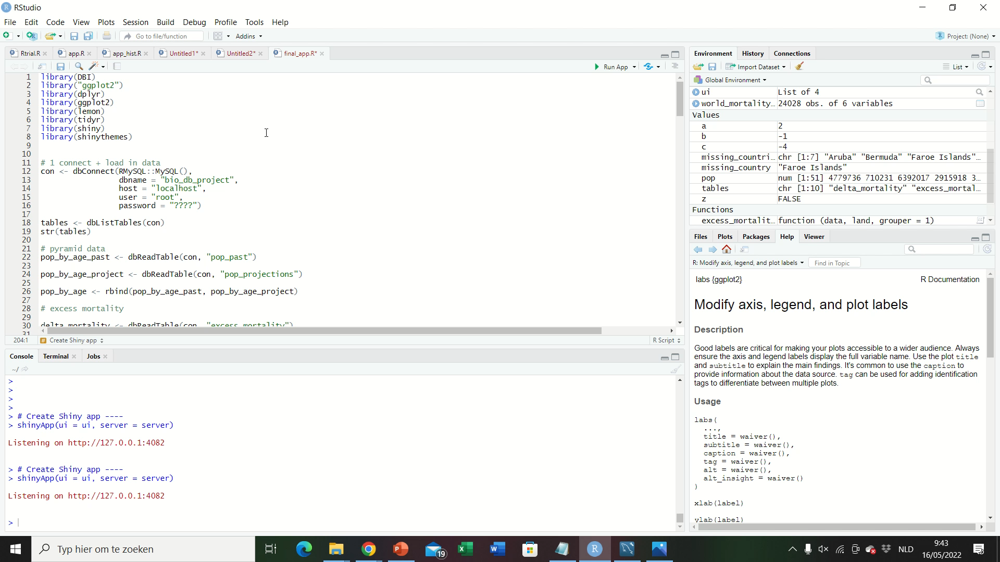 RStudio
File Edit Code View Plots Session Build Debug Profile Tools Help
Go to file/function Addins Project: (None)
Rtrial.R app.R app_hist.R Untitled1* Untitled2* final_app.R*
Run App
1 library(DBI)
2 library("ggplot2")
3 library(dplyr)
4 library(ggplot2)
5 library(lemon)
6 library(tidyr)
7 library(shiny)
8 library(shinythemes)
9
10
11 # 1 connect + load in data
12 con <- dbConnect(RMySQL::MySQL(),
13 dbname = "bio_db_project",
14 host = "localhost",
15 user = "root",
16 password = "????")
17
18 tables <- dbListTables(con)
19 str(tables)
20
21 # pyramid data
22 pop_by_age_past <- dbReadTable(con, "pop_past")
23
24 pop_by_age_project <- dbReadTable(con, "pop_projections")
25
26 pop_by_age <- rbind(pop_by_age_past, pop_by_age_project)
27
28 # excess mortality
29
30 delta_mortality <- dbReadTable(con, "excess_mortality")
31
204:1 Create Shiny app R Script
Console Terminal Jobs
~/
>
>
>
>
> # Create Shiny app ----
> shinyApp(ui = ui, server = server)
Listening on http://127.0.0.1:4082
> # Create Shiny app ----
> shinyApp(ui = ui, server = server)
Listening on http://127.0.0.1:4082
>
Environment History Connections
Import Dataset List
Global Environment
ui List of 4
world_mortality… 24028 obs. of 6 variables
Values
a 2
b -1
c -4
missing_countri… chr [1:7] "Aruba" "Bermuda" "Faroe Islands"…
missing_country "Faroe Islands"
pop num [1:51] 4779736 710231 6392017 2915918 3…
tables chr [1:10] "delta_mortality" "excess_mortal…
z FALSE
Functions
excess_mortalit… function (data, land, grouper = 1)
Files Plots Packages Help Viewer
R: Modify axis, legend, and plot labels Find in Topic
labs {ggplot2} R Documentation
Modify axis, legend, and plot labels
Description
Good labels are critical for making your plots accessible to a wider audience. Always
ensure the axis and legend labels display the full variable name. Use the plot title
and subtitle to explain the main findings. It's common to use the caption to
provide information about the data source. tag can be used for adding identification
tags to differentiate between multiple plots.
Usage
labs(
...,
title = waiver(),
subtitle = waiver(),
caption = waiver(),
tag = waiver(),
alt = waiver(),
alt_insight = waiver()
)
xlab(label)
ylab(label)
Typ hier om te zoeken
19
NLD
9:43
16/05/2022